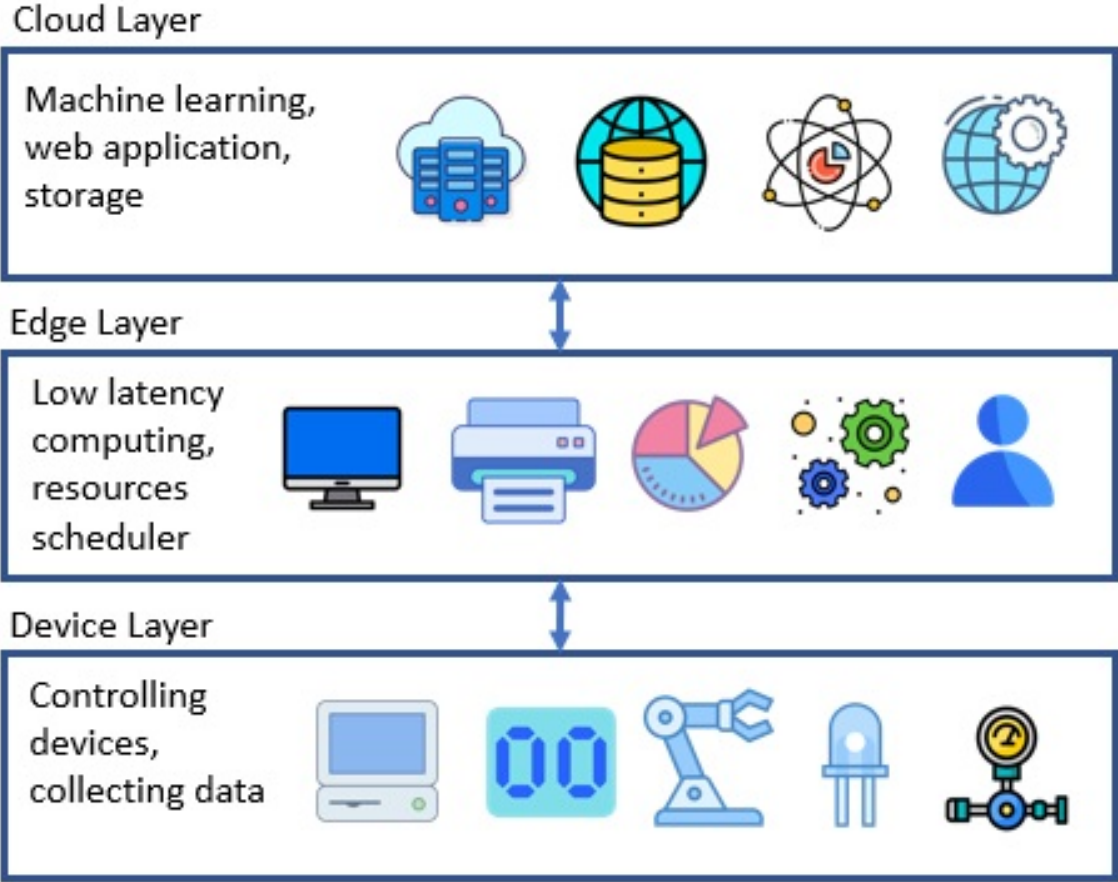 Cloud Layer
Machine learning,
web application,
storage
Edge Layer
Low latency
computing,
resources
scheduler
Device Layer
Controlling
devices,
collecting data
00